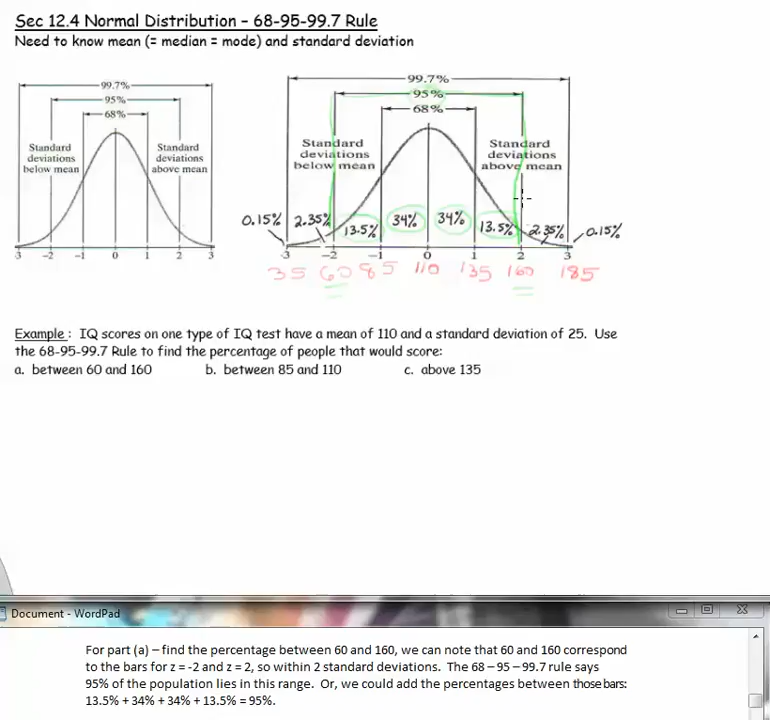 Sec 12.4 Normal Distribution – 68-95-99.7 Rule
Need to know mean (= median = mode) and standard deviation
99.7%
95%
68%
Standard deviations below mean
Standard deviations above mean
3 -2 -1 0 1 2 3
99.7%
95%
68%
Standard deviations below mean
Standard deviations above mean
0.15% 2.35% 13.5% 34% 34% 13.5% 2.35% 0.15%
-3 -2 -1 0 1 2 3
35 60 85 110 135 160 185
Example : IQ scores on one type of IQ test have a mean of 110 and a standard deviation of 25. Use
the 68-95-99.7 Rule to find the percentage of people that would score:
a. between 60 and 160 b. between 85 and 110 c. above 135
Document - WordPad
For part (a) – find the percentage between 60 and 160, we can note that 60 and 160 correspond
to the bars for z = -2 and z = 2, so within 2 standard deviations. The 68 – 95 – 99.7 rule says
95% of the population lies in this range. Or, we could add the percentages between those bars:
13.5% + 34% + 34% + 13.5% = 95%.